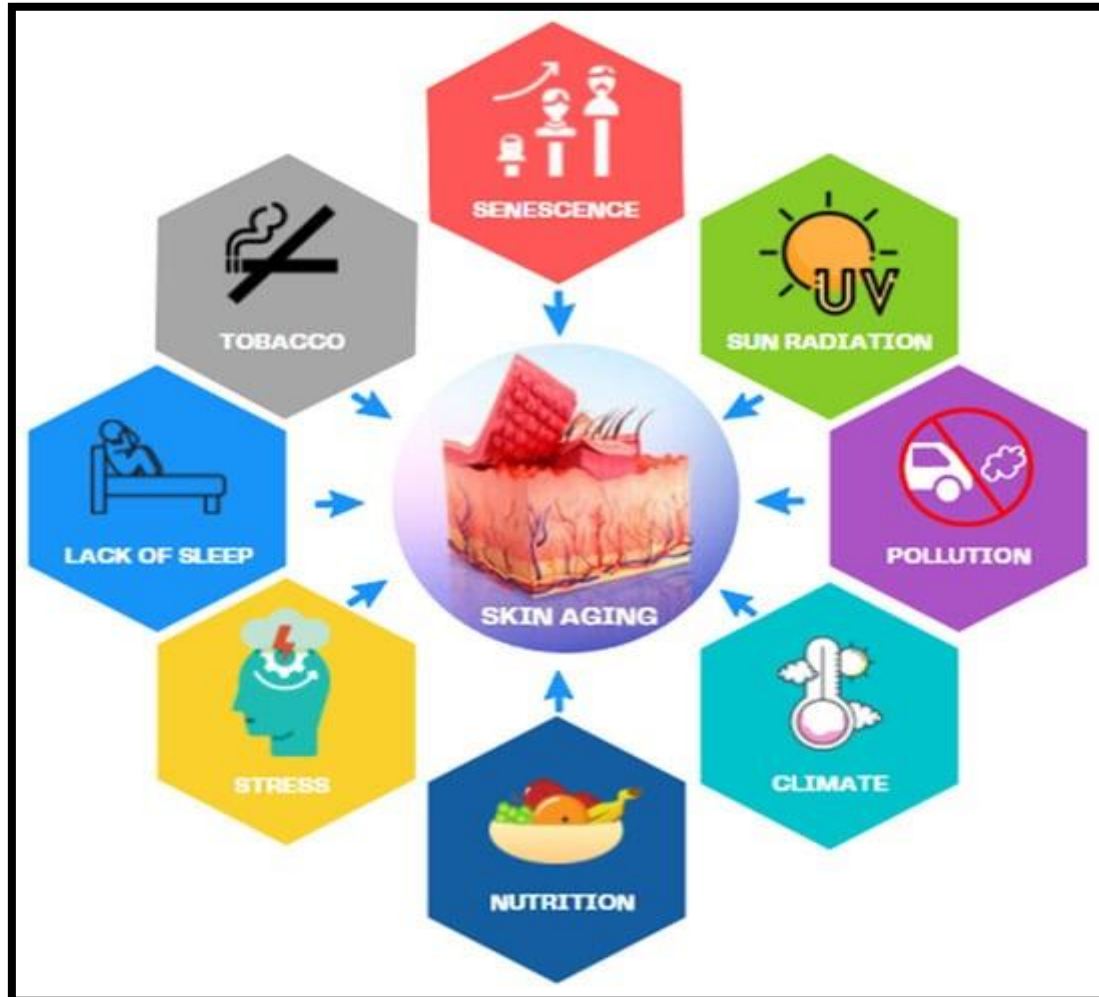 SENESCENCE
TOBACCO
UV
SUN RADIATION
LACK OF SLEEP
SKIN AGING
POLLUTION
STRESS
CLIMATE
NUTRITION